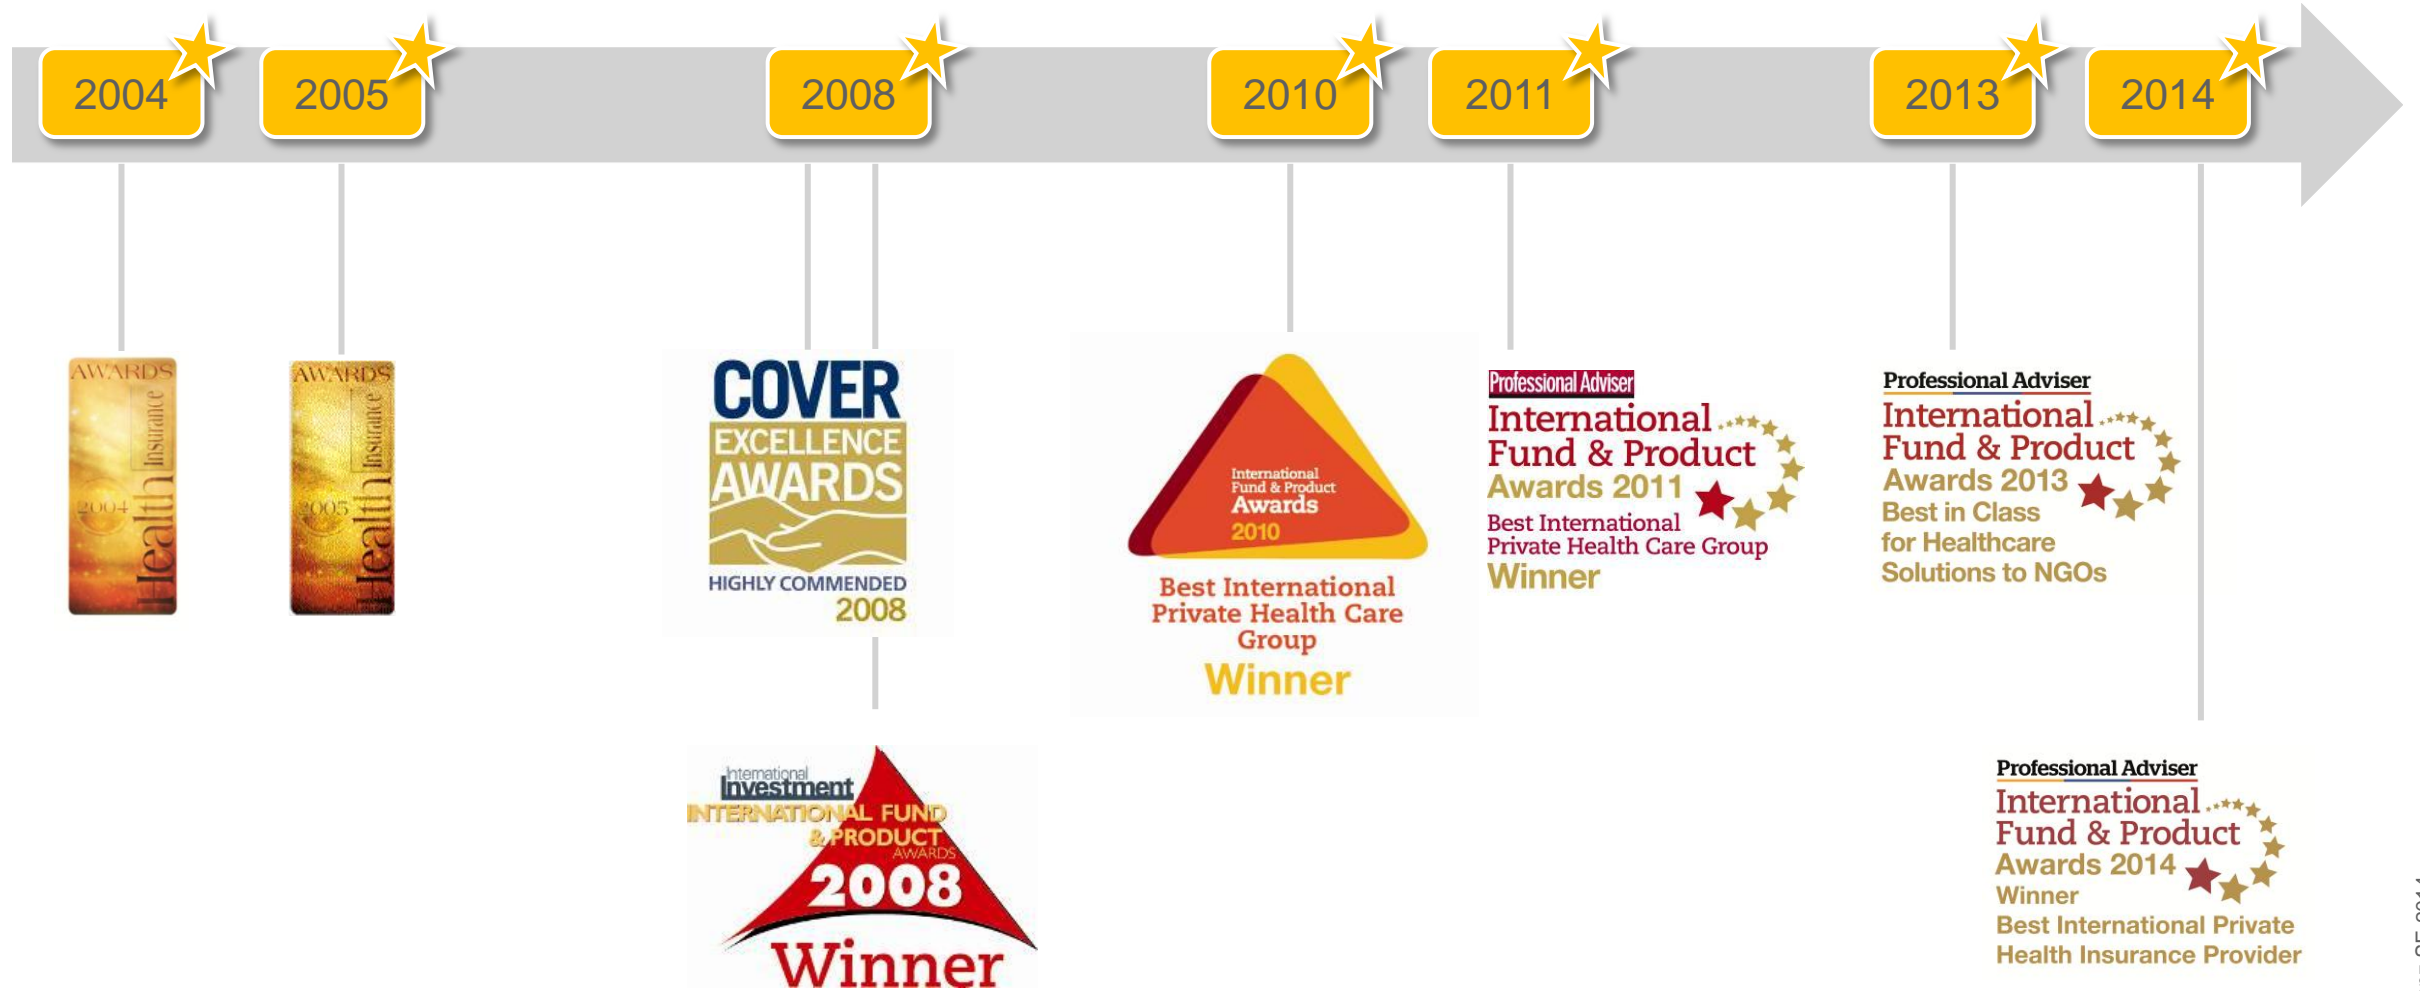 2004
2005
2008
2010
2011
2013
2014
AWARDS
Health Insurance
2004
AWARDS
Health Insurance
2005
COVER
EXCELLENCE
AWARDS
HIGHLY COMMENDED
2008
International
Investment
INTERNATIONAL FUND
& PRODUCT
AWARDS
2008
Winner
International
Fund & Product
Awards
2010
Best International
Private Health Care
Group
Winner
Professional Adviser
International
Fund & Product
Awards 2011
Best International
Private Health Care Group
Winner
Professional Adviser
International
Fund & Product
Awards 2013
Best in Class
for Healthcare
Solutions to NGOs
Professional Adviser
International
Fund & Product
Awards 2014
Winner
Best International Private
Health Insurance Provider